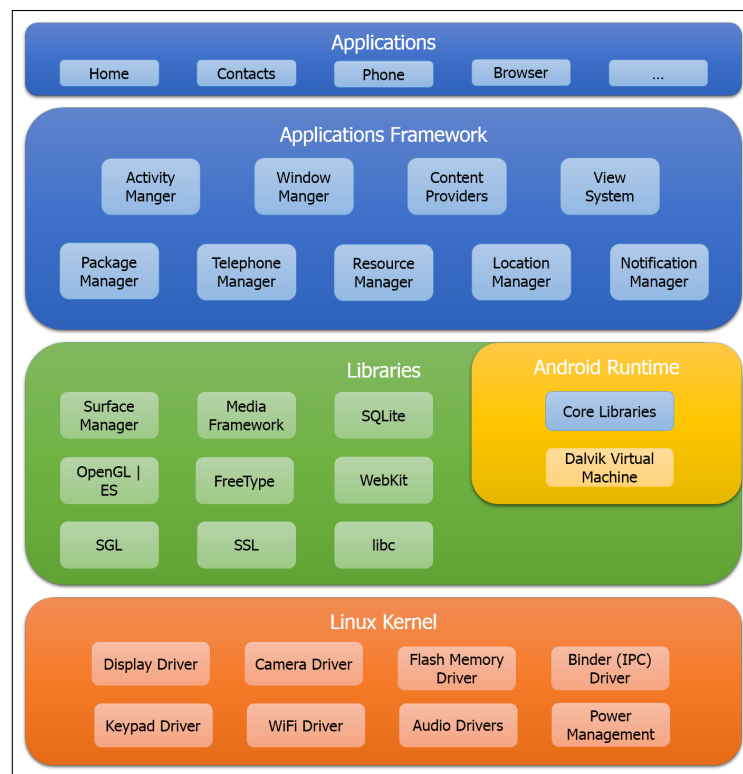 Applications
Home
Contacts
Phone
Browser
...
Applications Framework
Activity
Manger
Window
Manger
Content
Providers
View
System
Package
Manager
Telephone
Manager
Resource
Manager
Location
Manager
Notification
Manager
Libraries
Surface
Manager
Media
Framework
SQLite
OpenGL |
ES
FreeType
WebKit
SGL
SSL
libc
Android Runtime
Core Libraries
Dalvik Virtual
Machine
Linux Kernel
Display Driver
Camera Driver
Flash Memory
Driver
Binder (IPC)
Driver
Keypad Driver
WiFi Driver
Audio Drivers
Power
Management